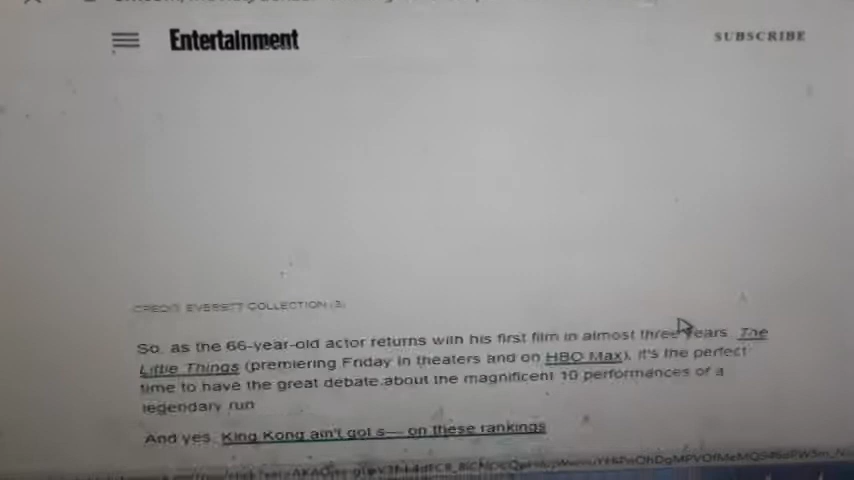 Entertainment
SUBSCRIBE
CREDIT: EVERETT COLLECTION (3)
So, as the 66-year-old actor returns with his first film in almost three years, The
Little Things (premiering Friday in theaters and on HBO Max), it's the perfect
time to have the great debate about the magnificent 10 performances of a
legendary run
And yes, King Kong ain't got s— on these rankings